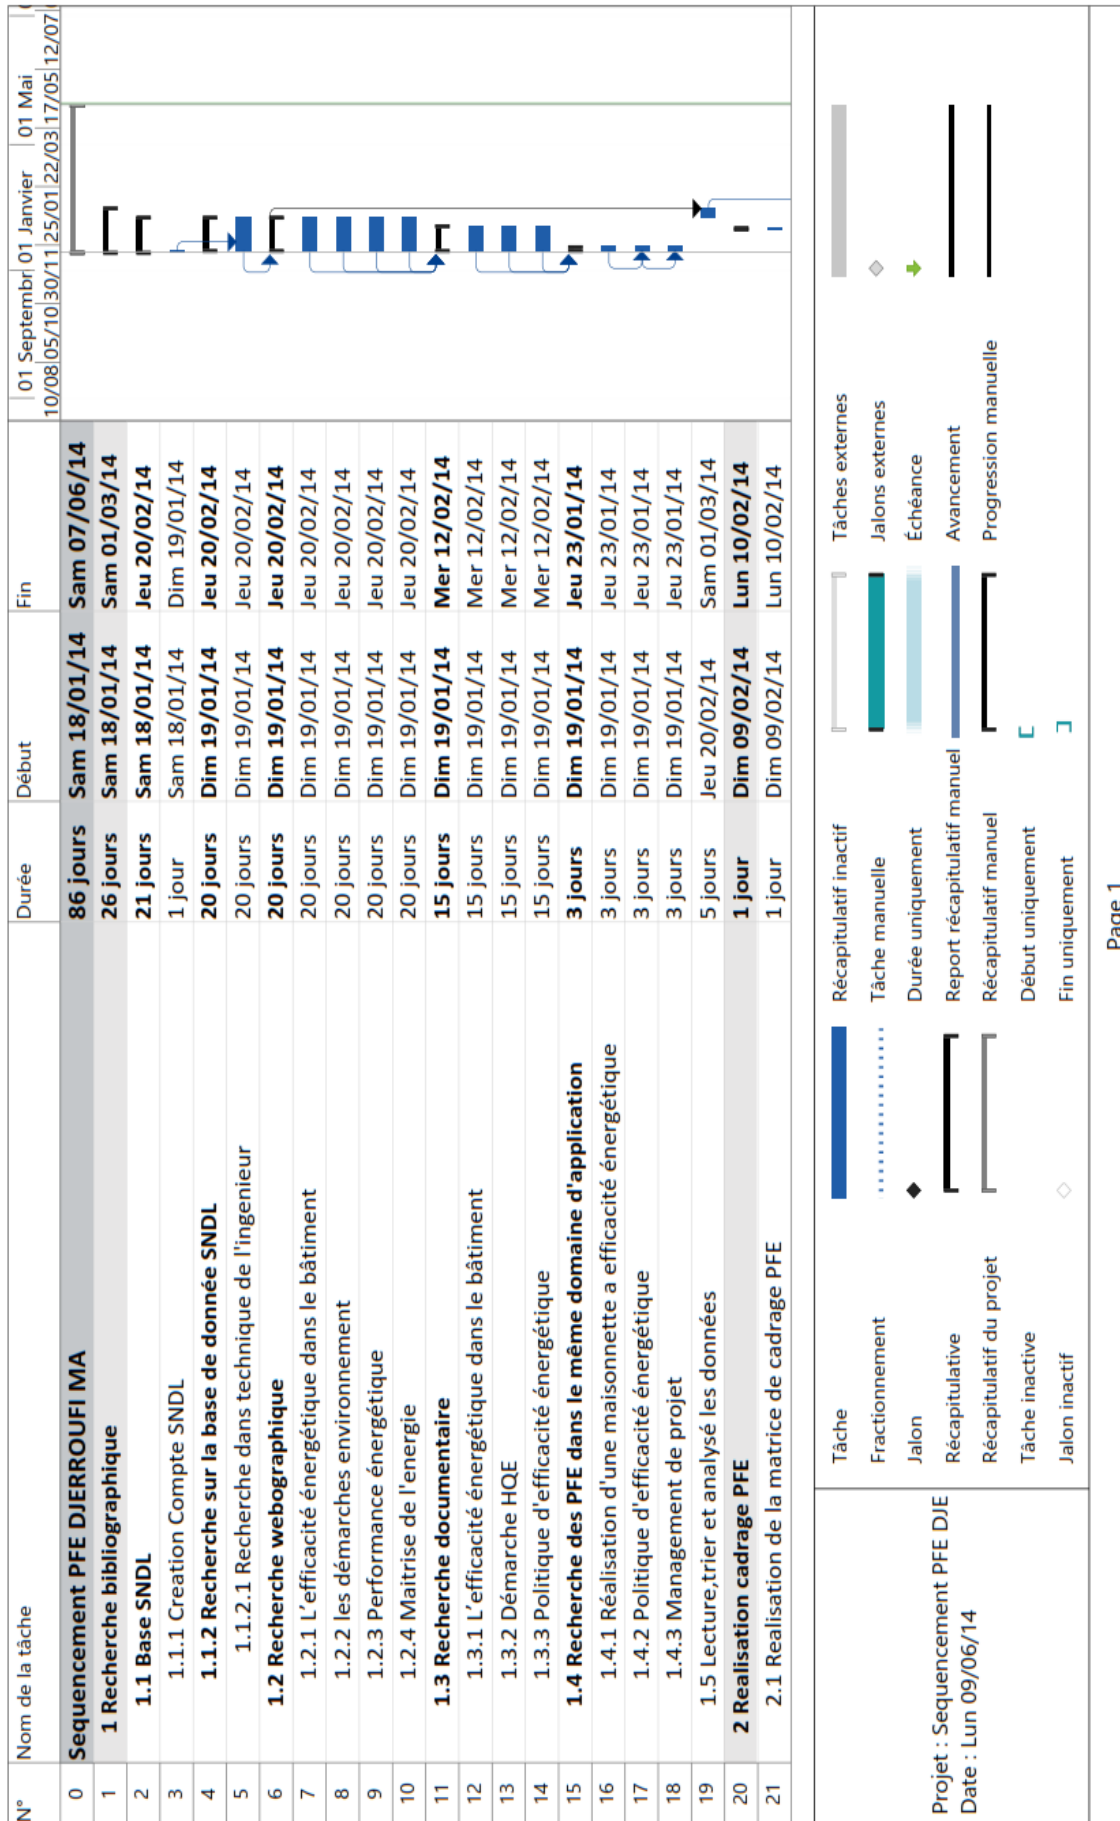 N° Nom de la tâche Durée Début Fin
01 Septembr 01 Janvier 01 Mai
10/08 05/10 30/11 25/01 22/03 17/05 12/07
0 Sequencement PFE DJERROUFI MA 86 jours Sam 18/01/14 Sam 07/06/14
1 1 Recherche bibliographique 26 jours Sam 18/01/14 Sam 01/03/14
2 1.1 Base SNDL 21 jours Sam 18/01/14 Jeu 20/02/14
3 1.1.1 Creation Compte SNDL 1 jour Sam 18/01/14 Dim 19/01/14
4 1.1.2 Recherche sur la base de donnée SNDL 20 jours Dim 19/01/14 Jeu 20/02/14
5 1.1.2.1 Recherche dans technique de l'ingenieur 20 jours Dim 19/01/14 Jeu 20/02/14
6 1.2 Recherche webographique 20 jours Dim 19/01/14 Jeu 20/02/14
7 1.2.1 L'efficacité énergétique dans le bâtiment 20 jours Dim 19/01/14 Jeu 20/02/14
8 1.2.2 les démarches environnement 20 jours Dim 19/01/14 Jeu 20/02/14
9 1.2.3 Performance énergétique 20 jours Dim 19/01/14 Jeu 20/02/14
10 1.2.4 Maitrise de l'energie 20 jours Dim 19/01/14 Jeu 20/02/14
11 1.3 Recherche documentaire 15 jours Dim 19/01/14 Mer 12/02/14
12 1.3.1 L'efficacité énergétique dans le bâtiment 15 jours Dim 19/01/14 Mer 12/02/14
13 1.3.2 Démarche HQE 15 jours Dim 19/01/14 Mer 12/02/14
14 1.3.3 Politique d'efficacité énergétique 15 jours Dim 19/01/14 Mer 12/02/14
15 1.4 Recherche des PFE dans le même domaine d'application 3 jours Dim 19/01/14 Jeu 23/01/14
16 1.4.1 Réalisation d'une maisonnette a efficacité énergétique 3 jours Dim 19/01/14 Jeu 23/01/14
17 1.4.2 Politique d'efficacité énergétique 3 jours Dim 19/01/14 Jeu 23/01/14
18 1.4.3 Management de projet 3 jours Dim 19/01/14 Jeu 23/01/14
19 1.5 Lecture,trier et analysé les données 5 jours Jeu 20/02/14 Sam 01/03/14
20 2 Realisation cadrage PFE 1 jour Dim 09/02/14 Lun 10/02/14
21 2.1 Realisation de la matrice de cadrage PFE 1 jour Dim 09/02/14 Lun 10/02/14
Projet : Sequencement PFE DJE
Date : Lun 09/06/14
Tâche
Fractionnement
Jalon
Récapitulative
Récapitulatif du projet
Tâche inactive
Jalon inactif
Récapitulatif inactif
Tâche manuelle
Durée uniquement
Report récapitulatif manuel
Récapitulatif manuel
Début uniquement
Fin uniquement
Tâches externes
Jalons externes
Échéance
Avancement
Progression manuelle
Page 1